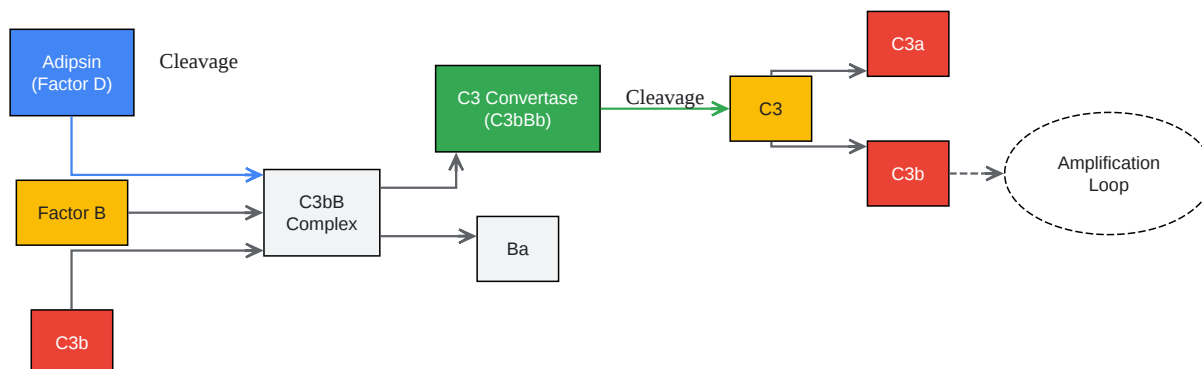 Adipsin
(Factor D)
Cleavage
Factor B
C3b
C3bB
Complex
C3 Convertase
(C3bBb)
Ba
Cleavage
C3
C3a
C3b
Amplification
Loop